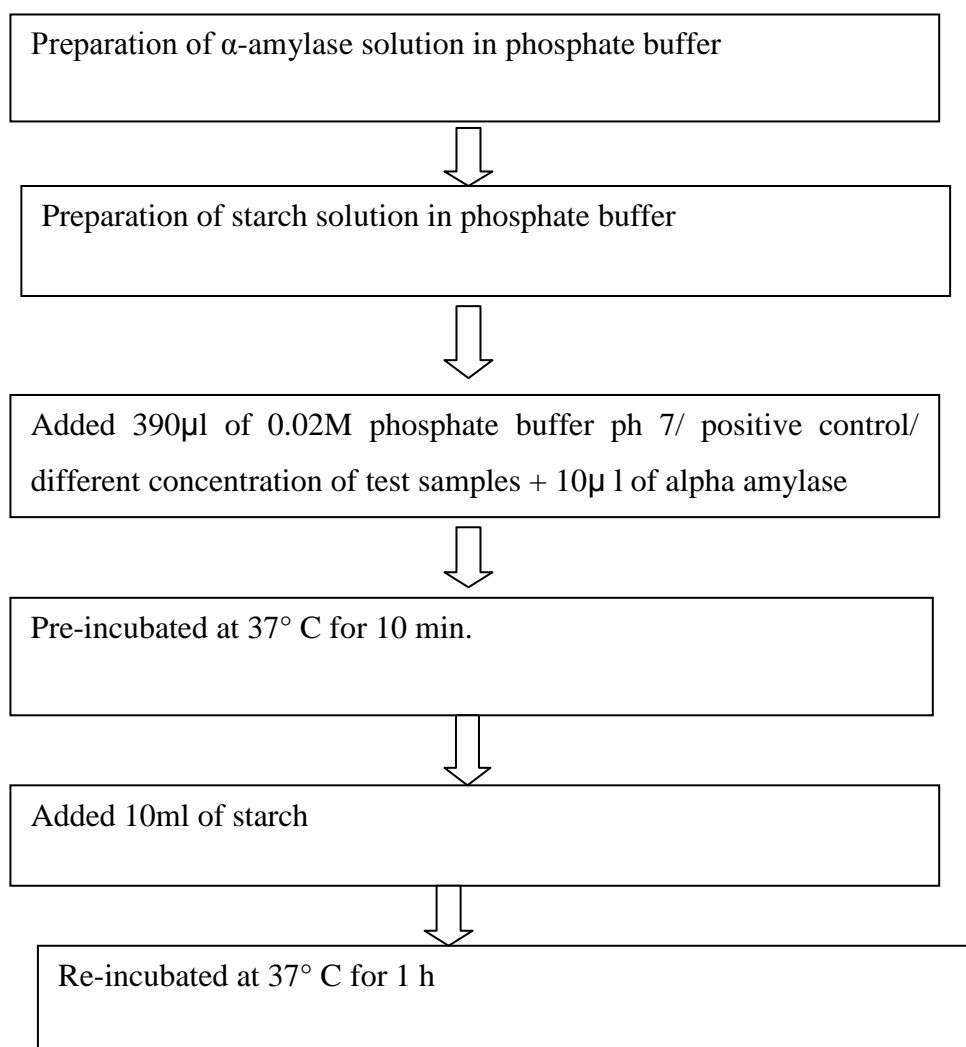 Preparation of α-amylase solution in phosphate buffer
Preparation of starch solution in phosphate buffer
Added 390µl of 0.02M phosphate buffer ph 7/ positive control/
different concentration of test samples + 10µ l of alpha amylase
Pre-incubated at 37° C for 10 min.
Added 10ml of starch
Re-incubated at 37° C for 1 h